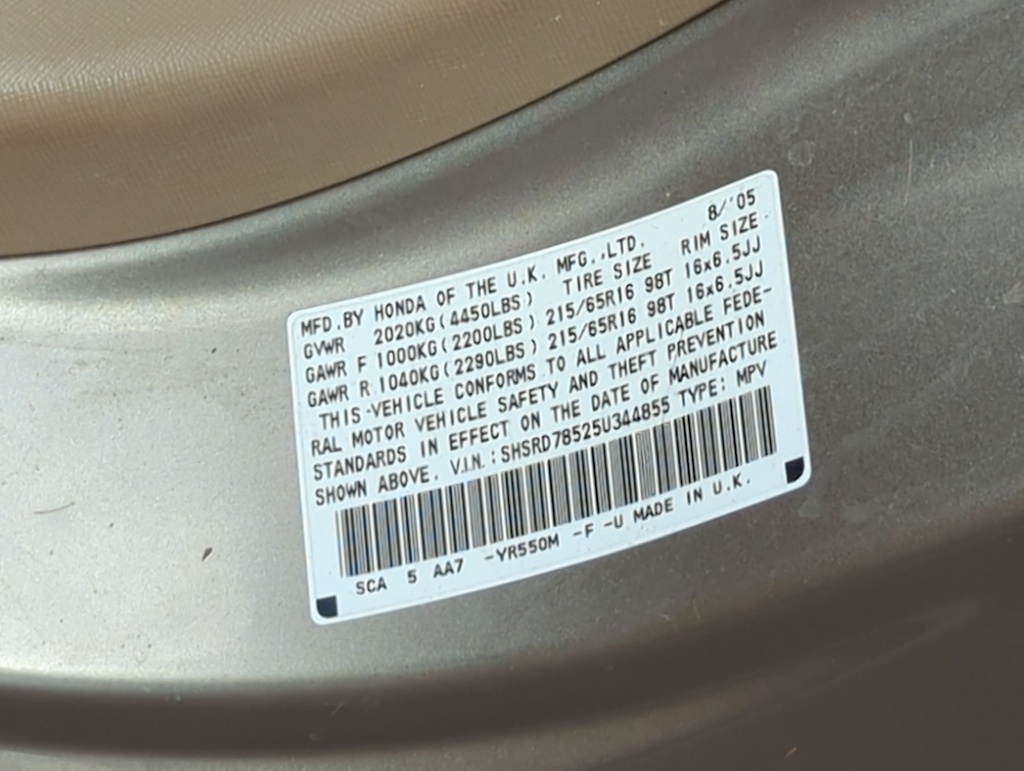 8/'05
MFD.BY HONDA OF THE U.K. MFG.,LTD.
GVWR 2020KG(4450LBS) TIRE SIZE RIM SIZE
GAWR F 1000KG(2200LBS) 215/65R16 98T 16x6.5JJ
GAWR R 1040KG(2290LBS) 215/65R16 98T 16x6.5JJ
THIS VEHICLE CONFORMS TO ALL APPLICABLE FEDE-
RAL MOTOR VEHICLE SAFETY AND THEFT PREVENTION
STANDARDS IN EFFECT ON THE DATE OF MANUFACTURE
SHOWN ABOVE. V.I.N.:SHSRD78525U344855 TYPE: MPV
SCA 5 AA7 -YR550M -F -U MADE IN U.K.